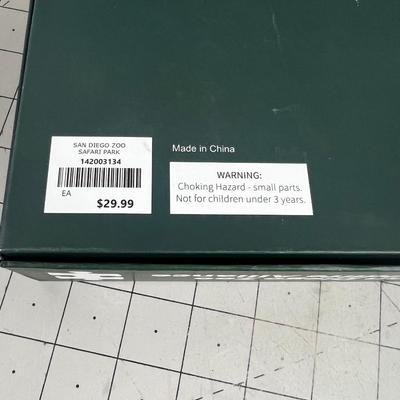 SAN DIEGO ZOO
SAFARI PARK
142003134
EA
$29.99
Made in China
WARNING:
Choking Hazard - small parts.
Not for children under 3 years.